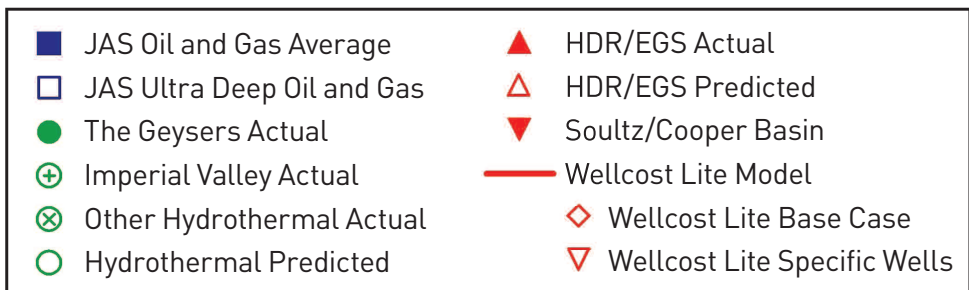 JAS Oil and Gas Average
JAS Ultra Deep Oil and Gas
The Geysers Actual
Imperial Valley Actual
Other Hydrothermal Actual
Hydrothermal Predicted
HDR/EGS Actual
HDR/EGS Predicted
Soultz/Cooper Basin
Wellcost Lite Model
Wellcost Lite Base Case
Wellcost Lite Specific Wells